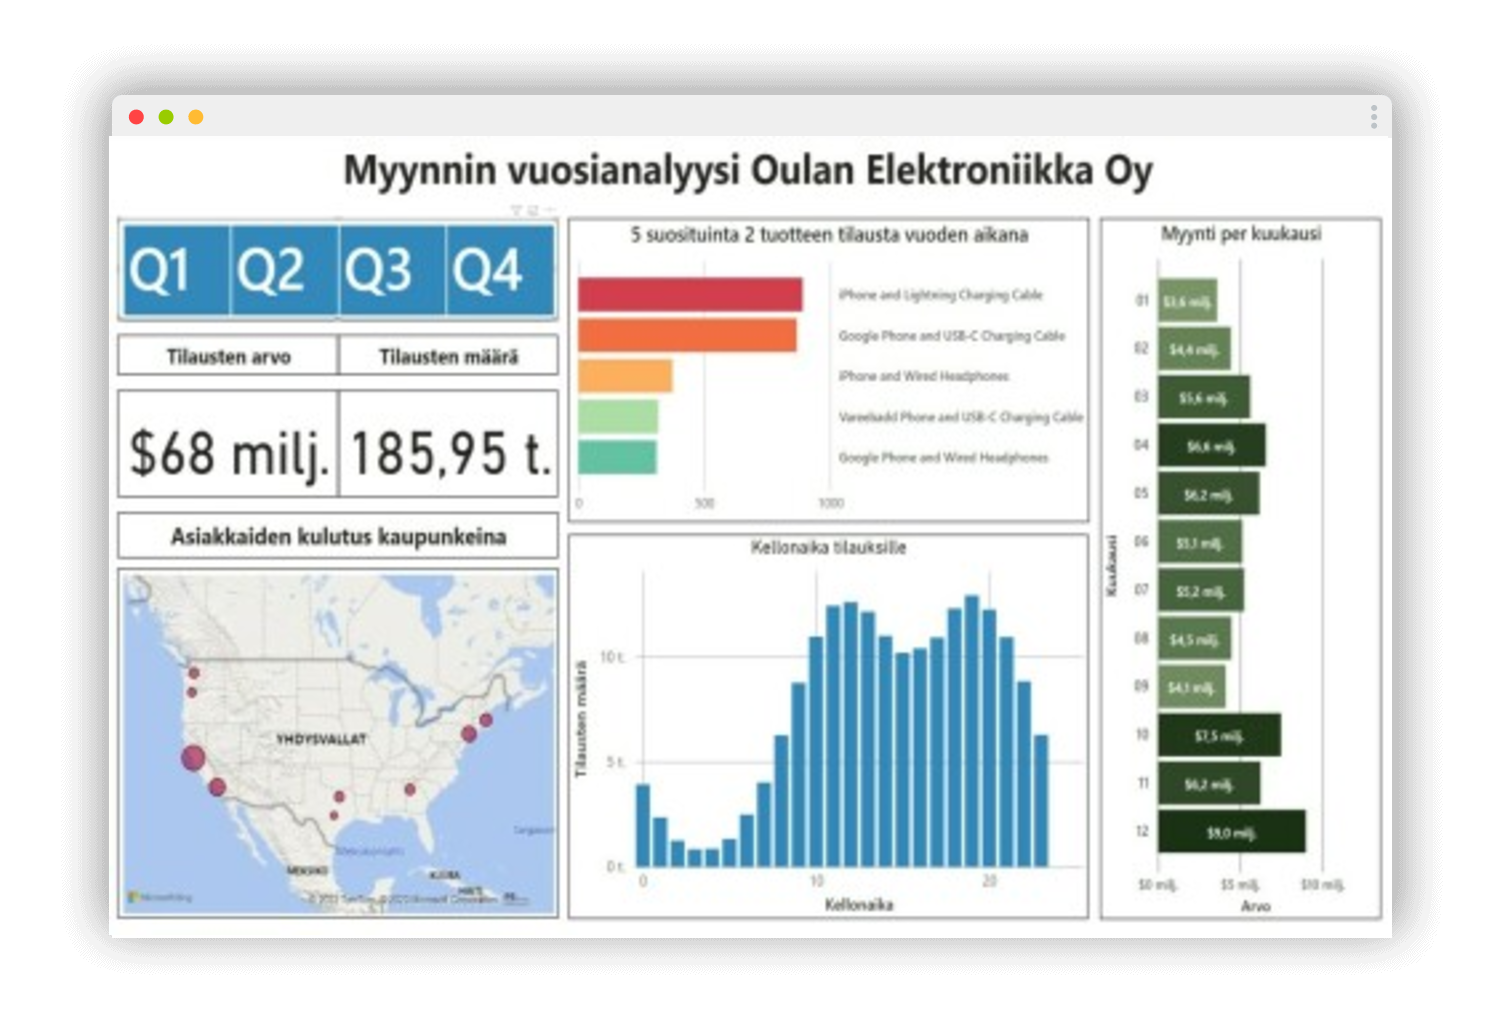 Myynnin vuosianalyysi Oulan Elektroniikka Oy
Q1 Q2 Q3 Q4
Tilausten arvo
Tilausten määrä
$68 milj.
185,95 t.
Asiakkaiden kulutus kaupunkeina
YHDYSVALLAT
MEKSIKO
KUUBA
HAITI
5 suosituinta 2 tuotteen tilausta vuoden aikana
iPhone and Lightning Charging Cable
Google Phone and USB-C Charging Cable
iPhone and Wired Headphones
Vareebadd Phone and USB-C Charging Cable
Google Phone and Wired Headphones
0 500 1000
Kellonaika tilauksille
Tilausten määrä
10 t.
5 t.
0 t.
0 10 20
Kellonaika
Myynti per kuukausi
Kuukausi
01 $3,6 milj.
02 $4,4 milj.
03 $5,6 milj.
04 $6,6 milj.
05 $6,2 milj.
06 $5,1 milj.
07 $5,2 milj.
08 $4,5 milj.
09 $4,1 milj.
10 $7,5 milj.
11 $6,2 milj.
12 $9,0 milj.
$0 milj. $5 milj. $10 milj.
Arvo